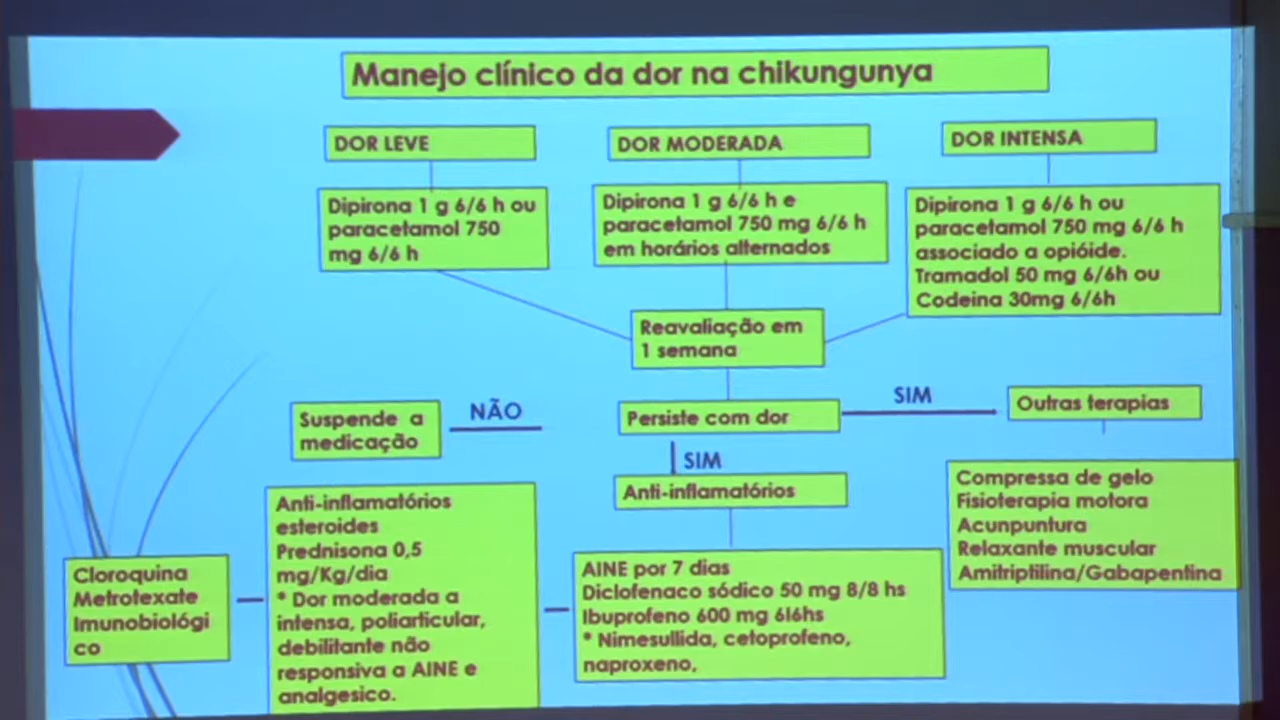 Manejo clínico da dor na chikungunya
DOR LEVE
DOR MODERADA
DOR INTENSA
Dipirona 1 g 6/6 h ou
paracetamol 750
mg 6/6 h
Dipirona 1 g 6/6 h e
paracetamol 750 mg 6/6 h
em horários alternados
Dipirona 1 g 6/6 h ou
paracetamol 750 mg 6/6 h
associado a opióide.
Tramadol 50 mg 6/6h ou
Codeina 30mg 6/6h
Reavaliação em
1 semana
Suspende a
medicação
NÃO
Persiste com dor
SIM
Outras terapias
SIM
Anti-inflamatórios
Compressa de gelo
Fisioterapia motora
Acunpuntura
Relaxante muscular
Amitriptilina/Gabapentina
Cloroquina
Metrotexate
Imunobiológi
co
Anti-inflamatórios
esteroides
Prednisona 0,5
mg/Kg/dia
* Dor moderada a
intensa, poliarticular,
debilitante não
responsiva a AINE e
analgesico.
AINE por 7 dias
Diclofenaco sódico 50 mg 8/8 hs
Ibuprofeno 600 mg 6l6hs
* Nimesullida, cetoprofeno,
naproxeno,